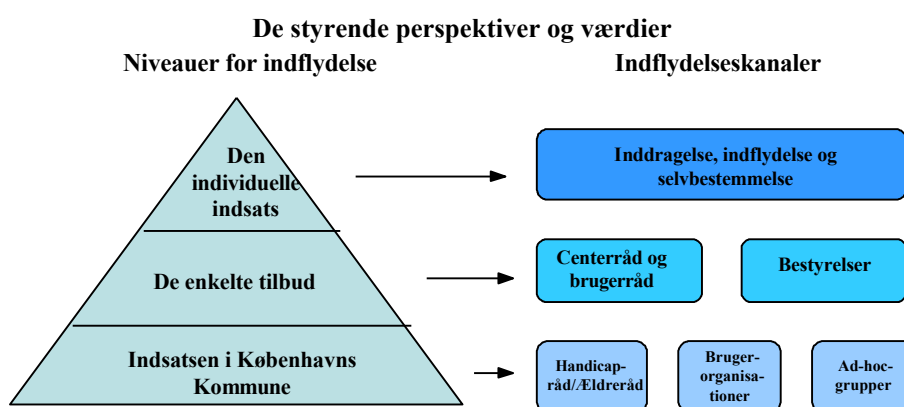 De styrende perspektiver og værdier
Niveauer for indflydelse
Indflydelseskanaler
Den
individuelle
indsats
Inddragelse, indflydelse og
selvbestemmelse
De enkelte tilbud
Centerråd og
brugerråd
Bestyrelser
Indsatsen i Københavns
Kommune
Handicap-
råd/Ældreråd
Bruger-
organisa-
tioner
Ad-hoc-
grupper